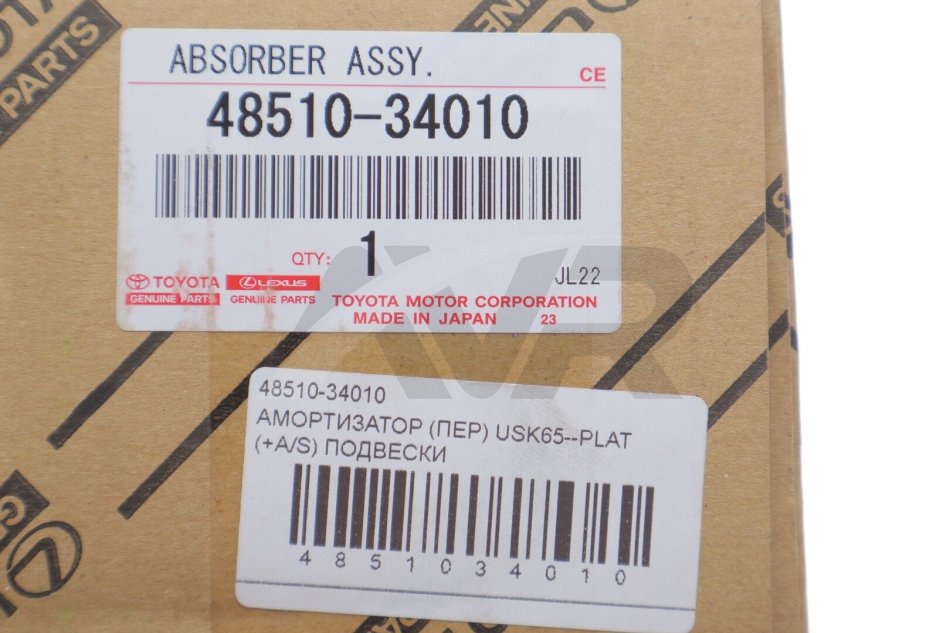 PARTS
ABSORBER ASSY.
CE
48510-34010
QTY: 1
JL22
TOYOTA
GENUINE PARTS
LEXUS
GENUINE PARTS
TOYOTA MOTOR CORPORATION
MADE IN JAPAN 23
AVR
48510-34010
АМОРТИЗАТОР (ПЕР) USK65--PLAT
(+A/S) ПОДВЕСКИ
4 8 5 1 0 3 4 0 1 0